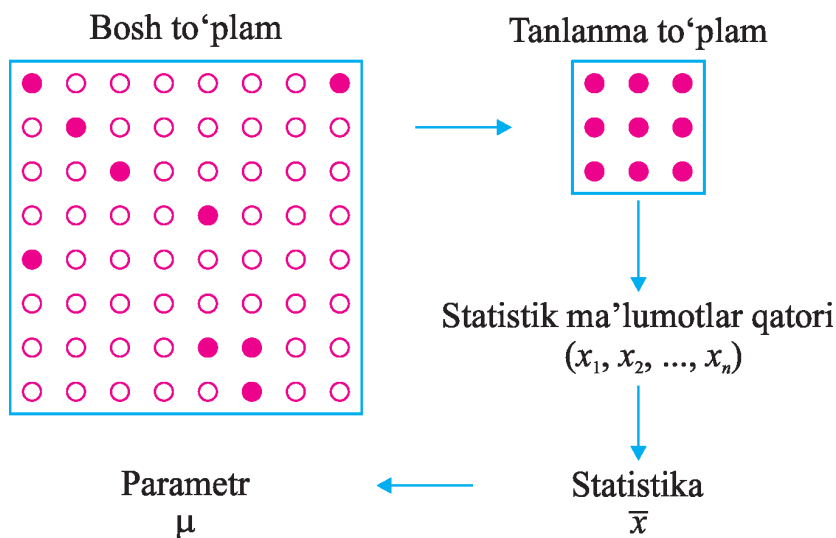 Bosh to‘plam
Tanlanma to‘plam
Statistik ma’lumotlar qatori
(x₁, x₂, ..., xₙ)
Parametr
μ
Statistika
x̅